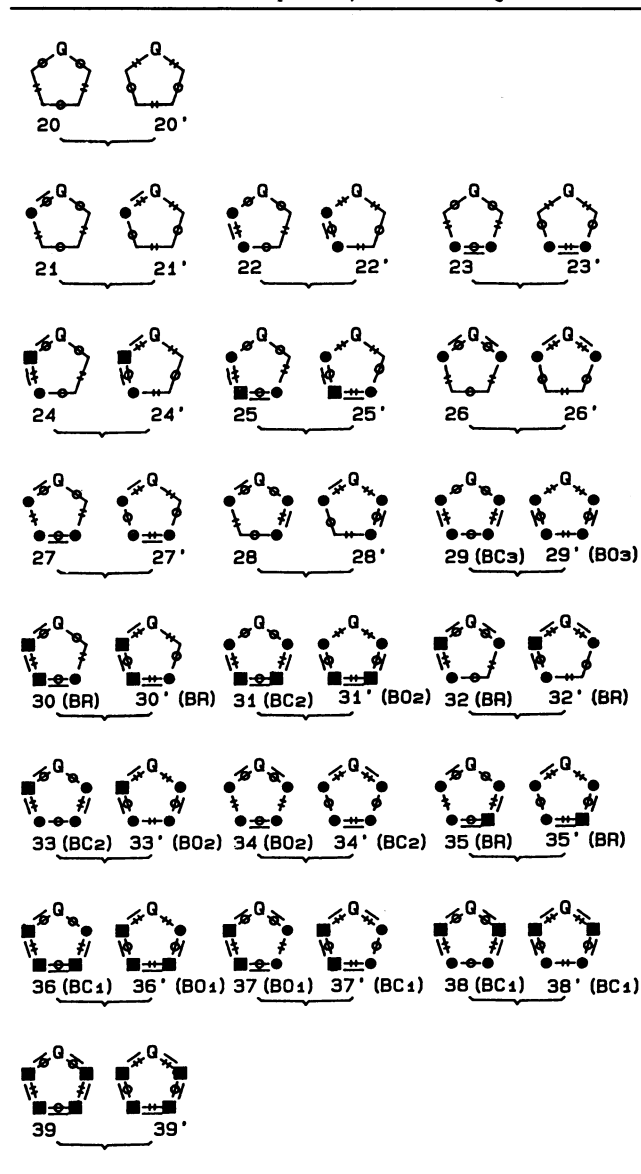 Q Q
20 20'
Q Q Q Q Q Q
21 21' 22 22' 23 23'
Q Q Q Q Q Q
24 24' 25 25' 26 26'
Q Q Q Q Q Q
27 27' 28 28' 29 (BC3) 29' (BO3)
Q Q Q Q Q Q
30 (BR) 30' (BR) 31 (BC2) 31' (BO2) 32 (BR) 32' (BR)
Q Q Q Q Q Q
33 (BC2) 33' (BO2) 34 (BO2) 34' (BC2) 35 (BR) 35' (BR)
Q Q Q Q Q Q
36 (BC1) 36' (BO1) 37 (BO1) 37' (BC1) 38 (BC1) 38' (BC1)
Q Q
39 39'